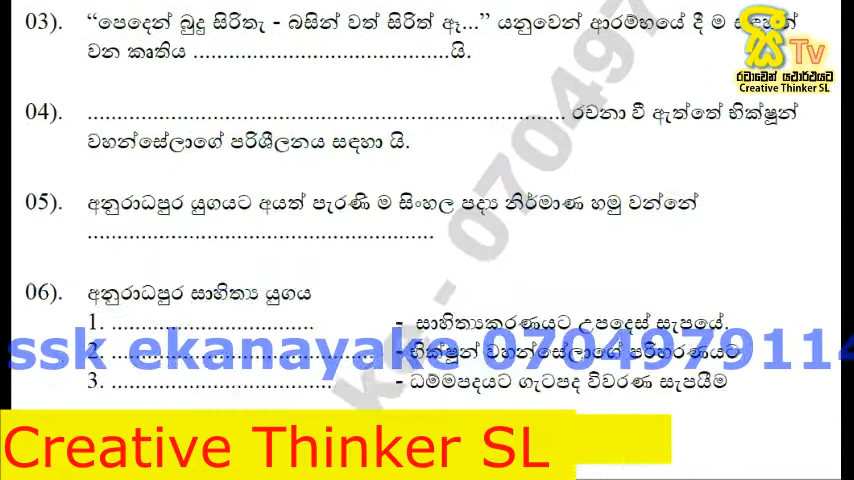 03). “පෙදෙන් බුදු සිරිතැ - බසින් වත් සිරිත් ඈ...” යනුවෙන් ආරම්භයේ දී ම සඳහන්
වන කෘතිය ...........................................යි.
Tv
රටාවෙන් යථාර්ථයට
Creative Thinker SL
04). ................................................................................ රචනා වී ඇත්තේ භික්ෂූන්
වහන්සේලාගේ පරිශීලනය සඳහා යි.
05). අනුරාධපුර යුගයට අයත් පැරණි ම සිංහල පද්‍ය නිර්මාණ හමු වන්නේ
..........................................................
06). අනුරාධපුර සාහිත්‍ය යුගය
1. .................................. - සාහිත්‍යකරණයට උපදෙස් සැපයේ.
2. ............................................ - භික්ෂූන් වහන්සේලාගේ පරිහරණයට
3. ..................................... - ධම්මපදයට ගැටපද විවරණ සැපයීම
ssk ekanayake 0704979114
Creative Thinker SL